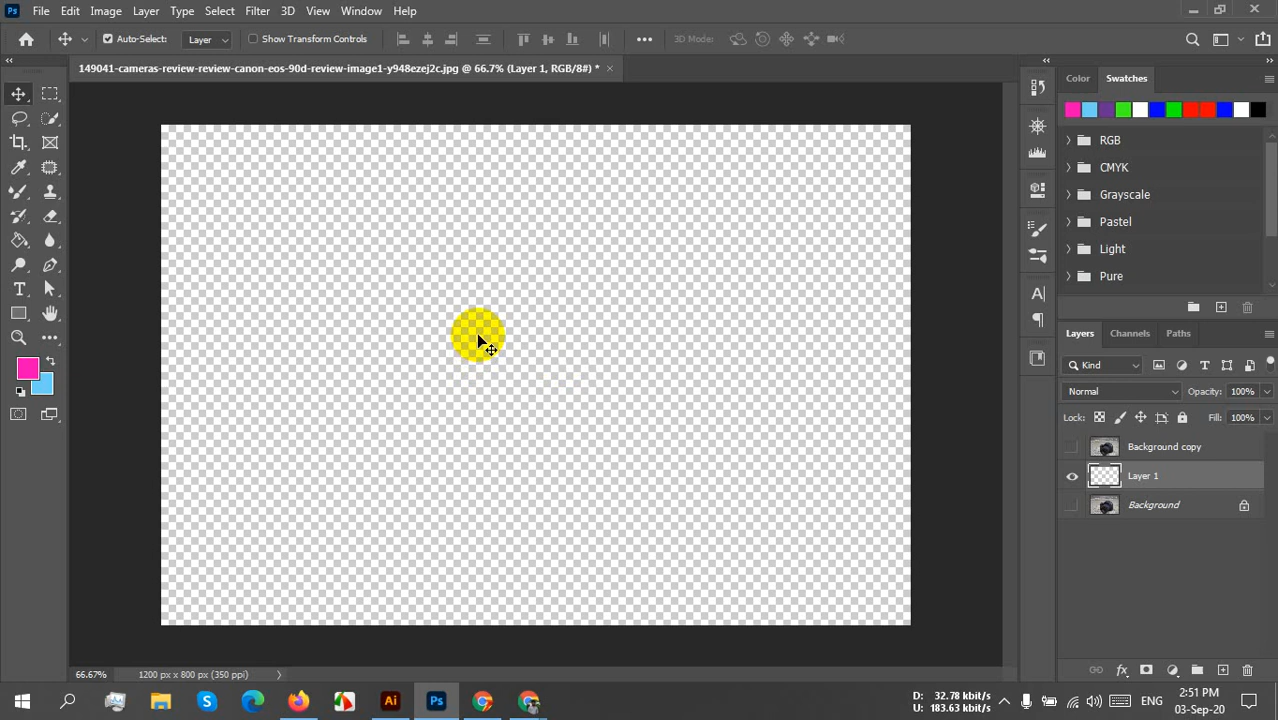 Ps File Edit Image Layer Type Select Filter 3D View Window Help
Auto-Select: Layer Show Transform Controls 3D Mode:
149041-cameras-review-review-canon-eos-90d-review-image1-y948ezej2c.jpg @ 66.7% (Layer 1, RGB/8#) *
Color Swatches
RGB
CMYK
Grayscale
Pastel
Light
Pure
Layers Channels Paths
Kind
Normal Opacity: 100%
Lock: Fill: 100%
Background copy
Layer 1
Background
66.67% 1200 px x 800 px (350 ppi)
Ai Ps
D: 32.78 kbit/s
U: 183.63 kbit/s
ENG
2:51 PM
03-Sep-20